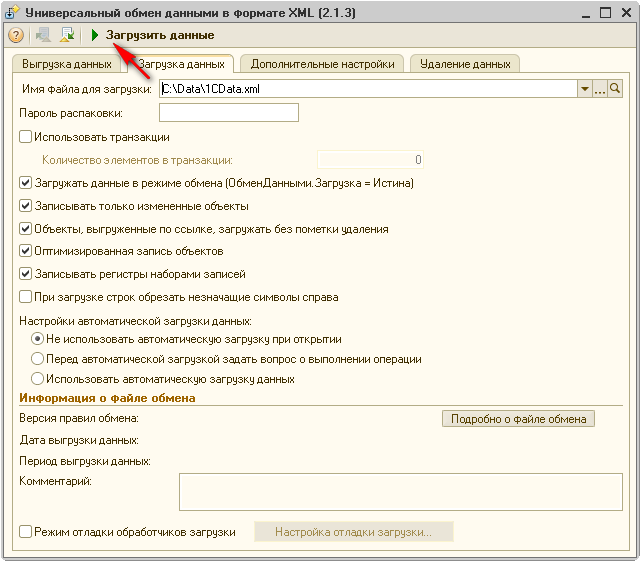 Универсальный обмен данными в формате XML (2.1.3)
? Загрузить данные
Выгрузка данных Загрузка данных Дополнительные настройки Удаление данных
Имя файла для загрузки: C:\Data\1CData.xml ...
Пароль распаковки:
Использовать транзакции
Количество элементов в транзакции: 0
Загружать данные в режиме обмена (ОбменДанными.Загрузка = Истина)
Записывать только измененные объекты
Объекты, выгруженные по ссылке, загружать без пометки удаления
Оптимизированная запись объектов
Записывать регистры наборами записей
При загрузке строк обрезать незначащие символы справа
Настройки автоматической загрузки данных:
Не использовать автоматическую загрузку при открытии
Перед автоматической загрузкой задать вопрос о выполнении операции
Использовать автоматическую загрузку данных
Информация о файле обмена
Версия правил обмена: Подробно о файле обмена
Дата выгрузки данных:
Период выгрузки данных:
Комментарий:
Режим отладки обработчиков загрузки Настройка отладки загрузки...